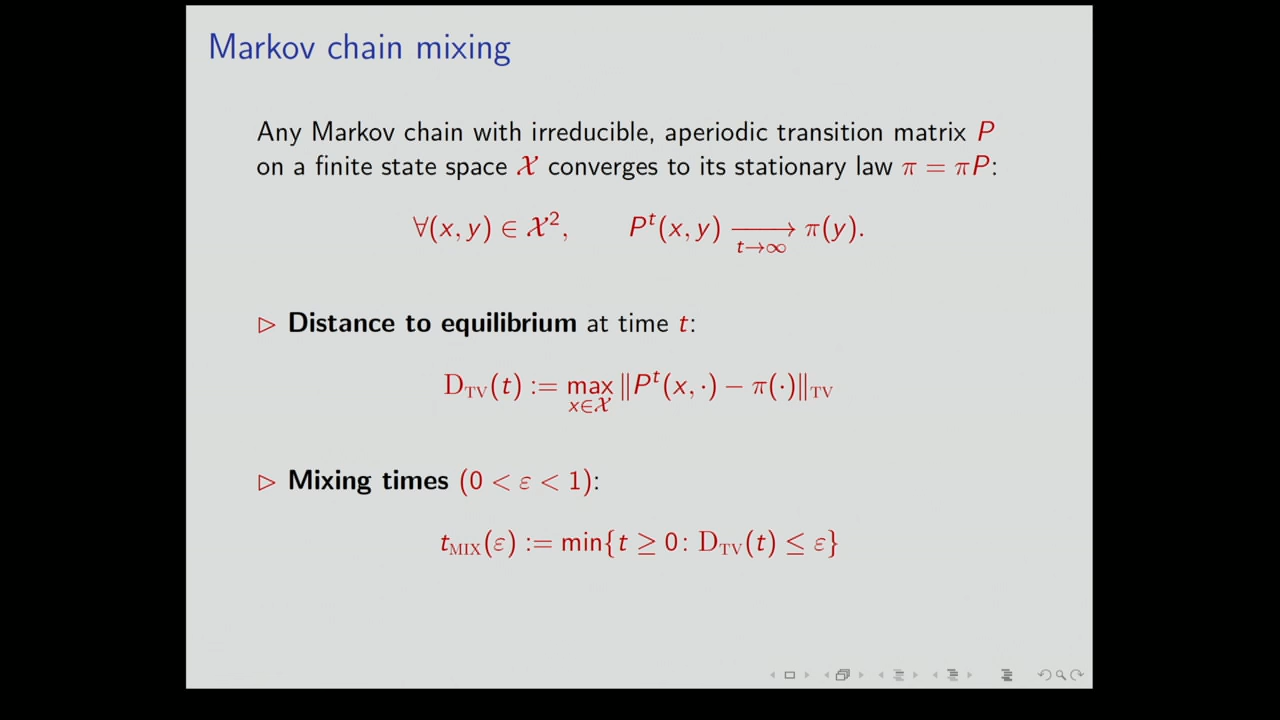 Markov chain mixing
Any Markov chain with irreducible, aperiodic transition matrix P
on a finite state space 𝒳 converges to its stationary law π = πP:
∀(x, y) ∈ 𝒳², Pᵗ(x, y) ⟶ π(y).
t→∞
▷ Distance to equilibrium at time t:
D_TV(t) := max ‖Pᵗ(x, ·) − π(·)‖_TV
x∈𝒳
▷ Mixing times (0 < ε < 1):
t_MIX(ε) := min{t ≥ 0: D_TV(t) ≤ ε}